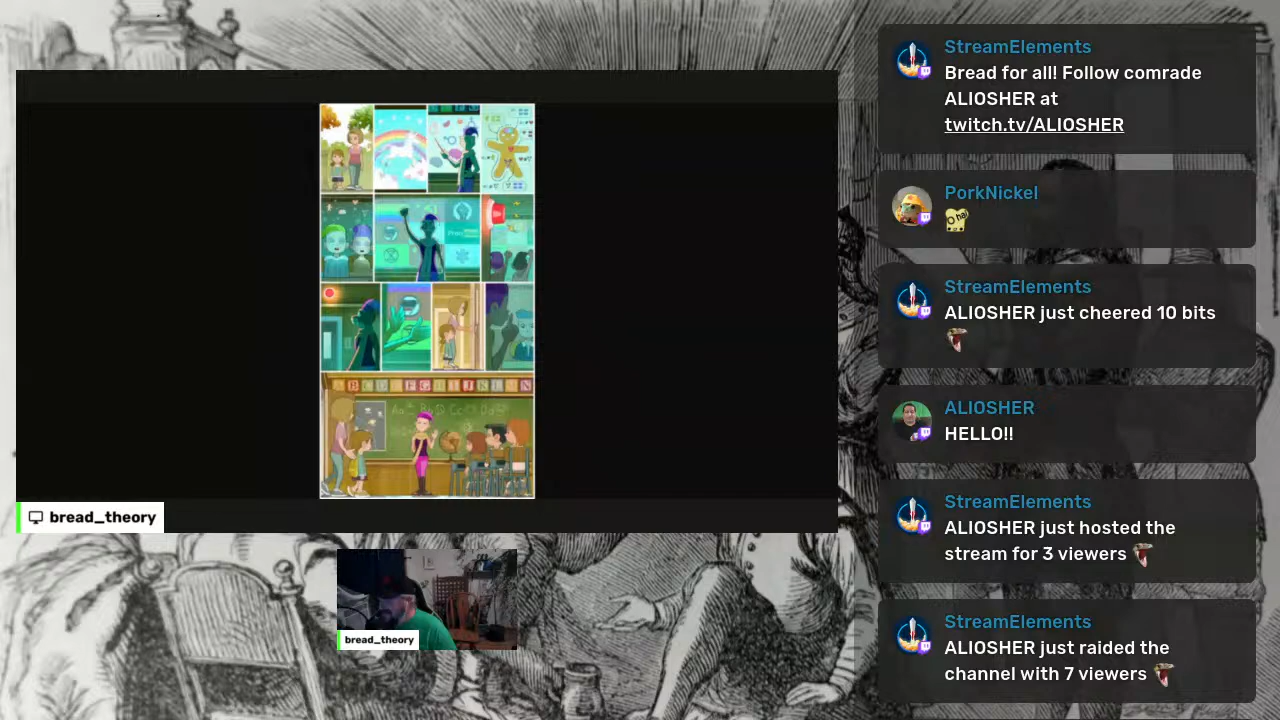 StreamElements
Bread for all! Follow comrade
ALIOSHER at
twitch.tv/ALIOSHER
PorkNickel
StreamElements
ALIOSHER just cheered 10 bits
ALIOSHER
HELLO!!
StreamElements
ALIOSHER just hosted the
stream for 3 viewers
StreamElements
ALIOSHER just raided the
channel with 7 viewers
bread_theory
bread_theory